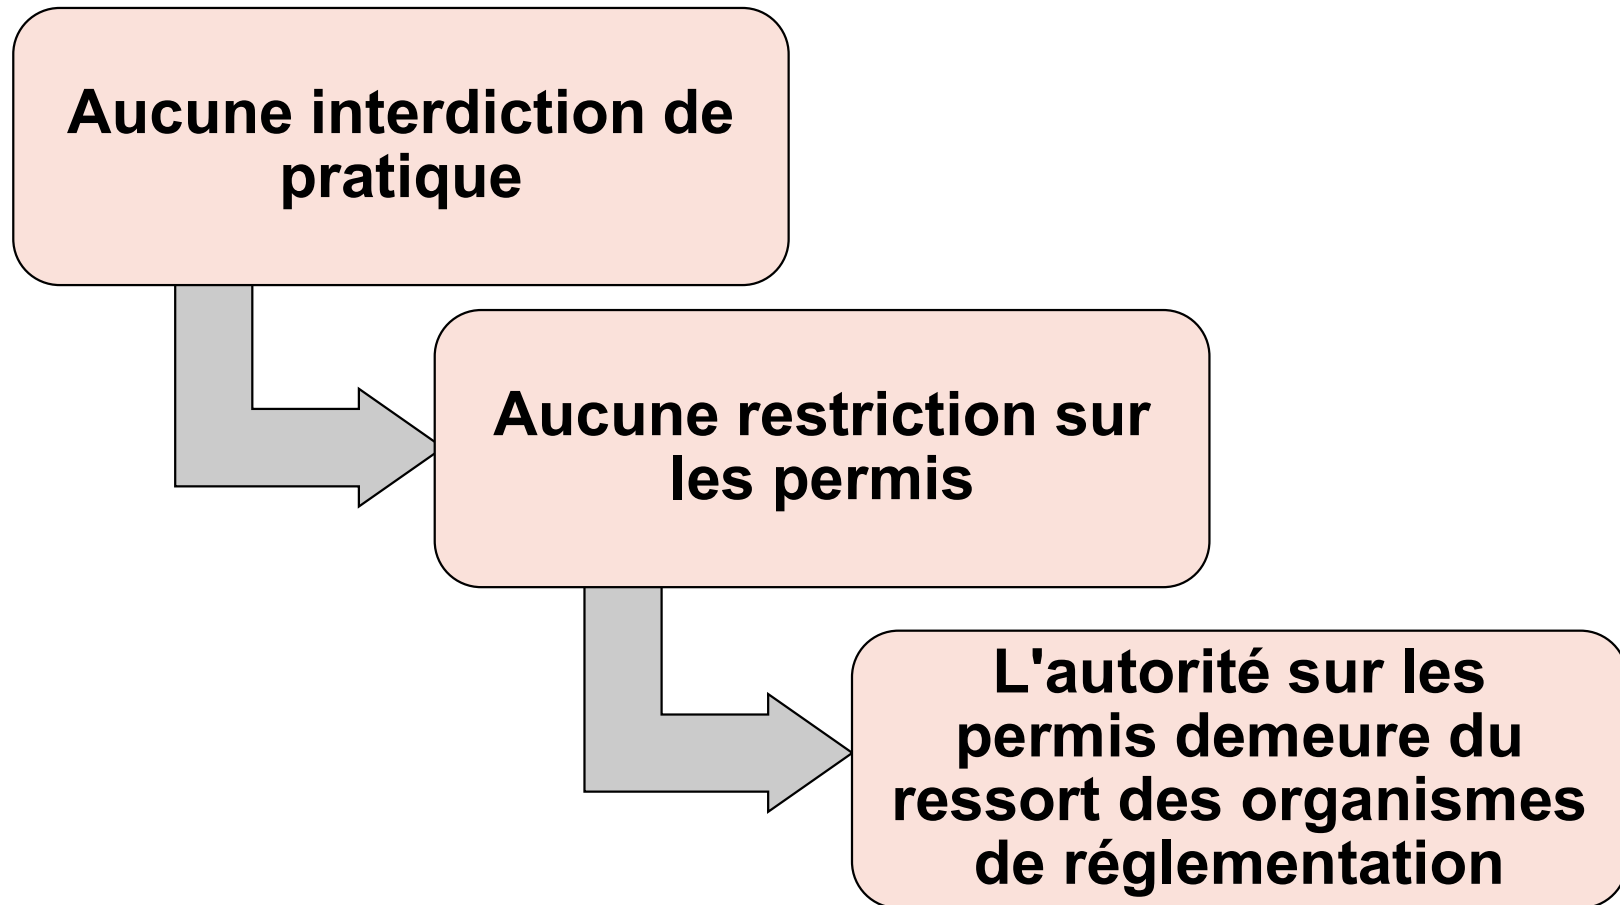 Aucune interdiction de
pratique
Aucune restriction sur
les permis
L'autorité sur les
permis demeure du
ressort des organismes
de réglementation